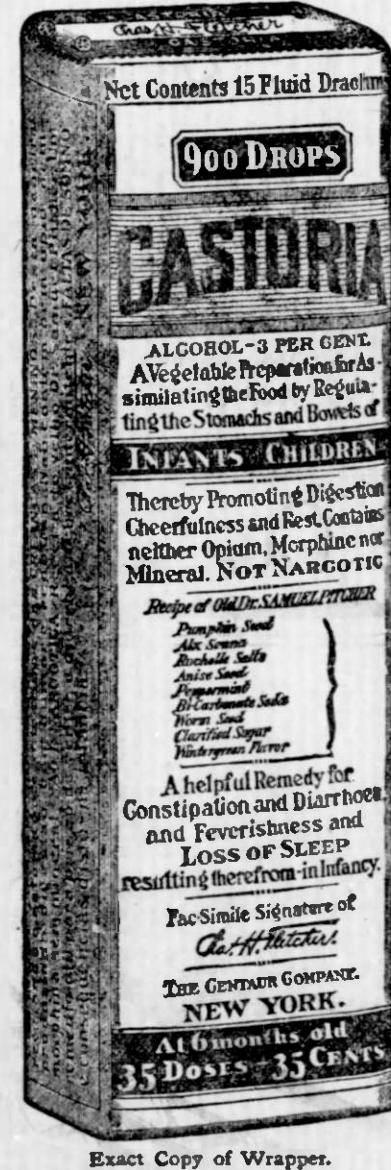 Chas. H. Fletcher
Net Contents 15 Fluid Drachm
900 DROPS
CASTORIA
ALCOHOL-3 PER CENT.
A Vegetable Preparation for As-
similating the Food by Regula-
ting the Stomachs and Bowels of
INFANTS CHILDREN
Thereby Promoting Digestion
Cheerfulness and Rest. Contains
neither Opium, Morphine nor
Mineral. NOT NARCOTIC
Recipe of Old Dr. SAMUEL PITCHER
Pumpkin Seed
Alx Senna
Rochelle Salts
Anise Seed
Peppermint
Bi-Carbonate Soda
Worm Seed
Clarified Sugar
Wintergreen Flavor
A helpful Remedy for
Constipation and Diarrhoea.
and Feverishness and
LOSS OF SLEEP
resulting therefrom-in Infancy.
Fac-Simile Signature of
Chas. H. Fletcher.
THE CENTAUR COMPANY.
NEW YORK.
At 6 months old
35 DOSES - 35 CENTS
Exact Copy of Wrapper.